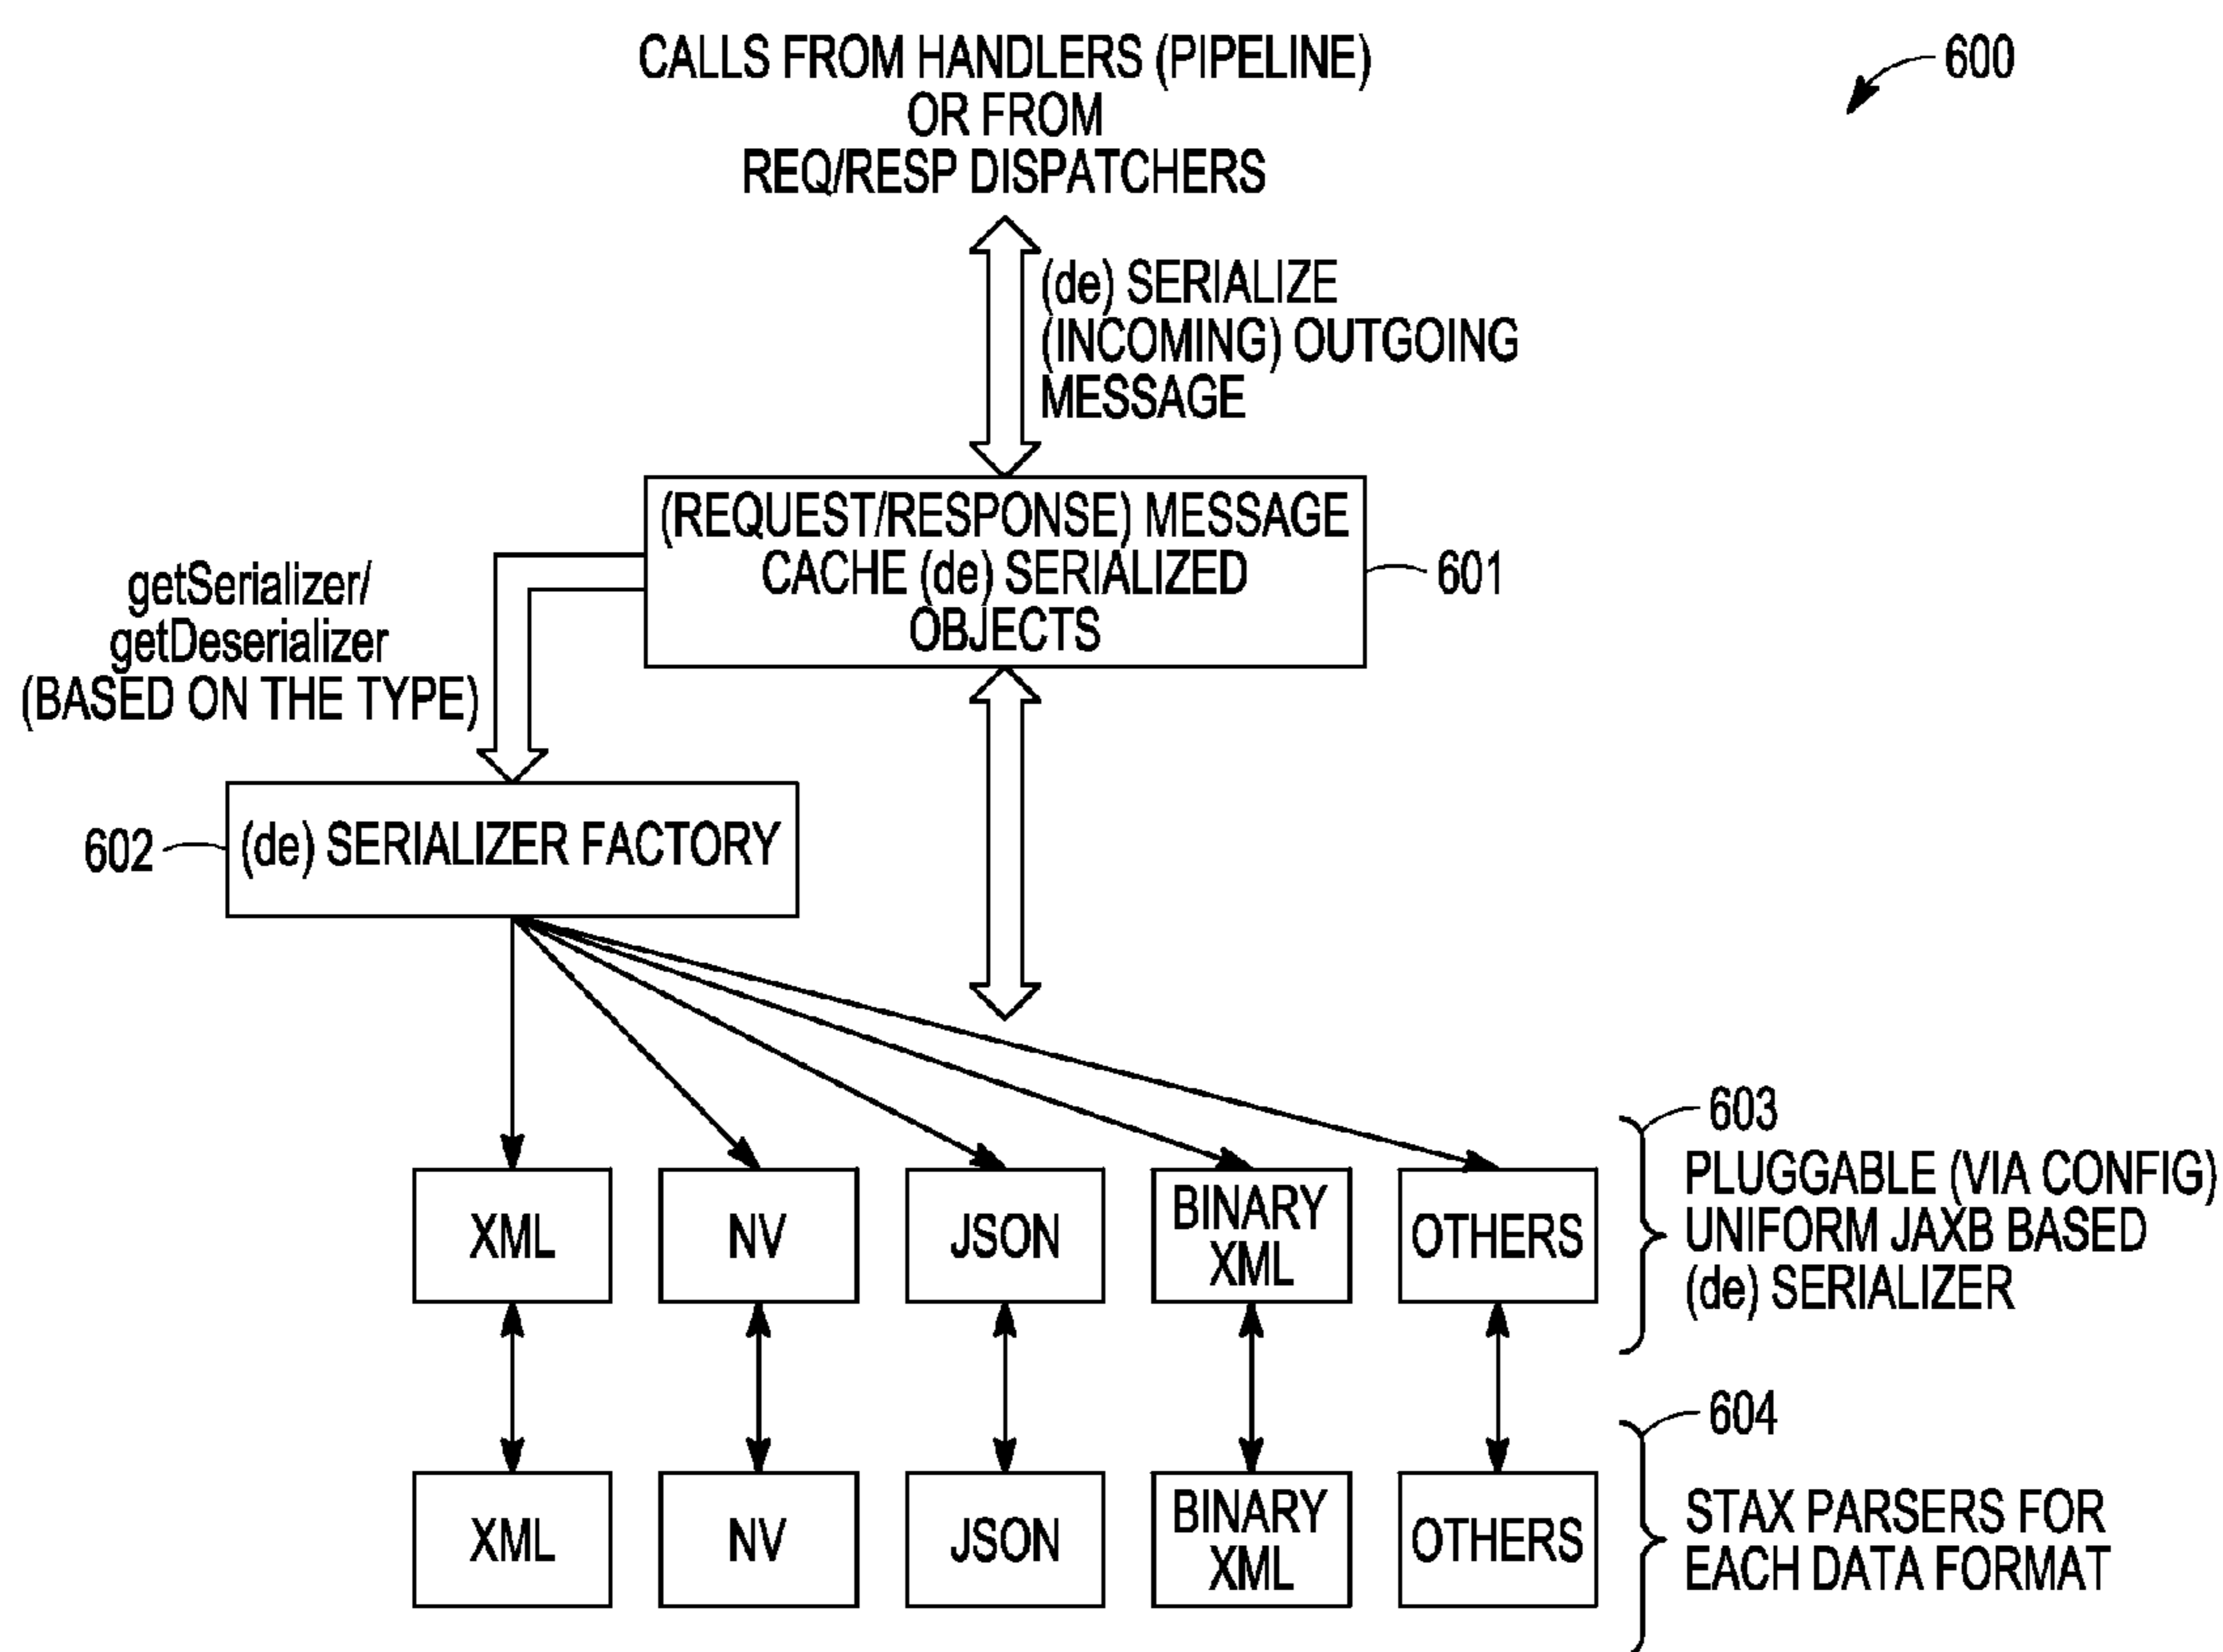 CALLS FROM HANDLERS (PIPELINE)
OR FROM
REQ/RESP DISPATCHERS
600
(de) SERIALIZE
(INCOMING) OUTGOING
MESSAGE
(REQUEST/RESPONSE) MESSAGE
CACHE (de) SERIALIZED
OBJECTS
601
getSerializer/
getDeserializer
(BASED ON THE TYPE)
602
(de) SERIALIZER FACTORY
603
PLUGGABLE (VIA CONFIG)
UNIFORM JAXB BASED
(de) SERIALIZER
XML
NV
JSON
BINARY
XML
OTHERS
604
STAX PARSERS FOR
EACH DATA FORMAT
XML
NV
JSON
BINARY
XML
OTHERS